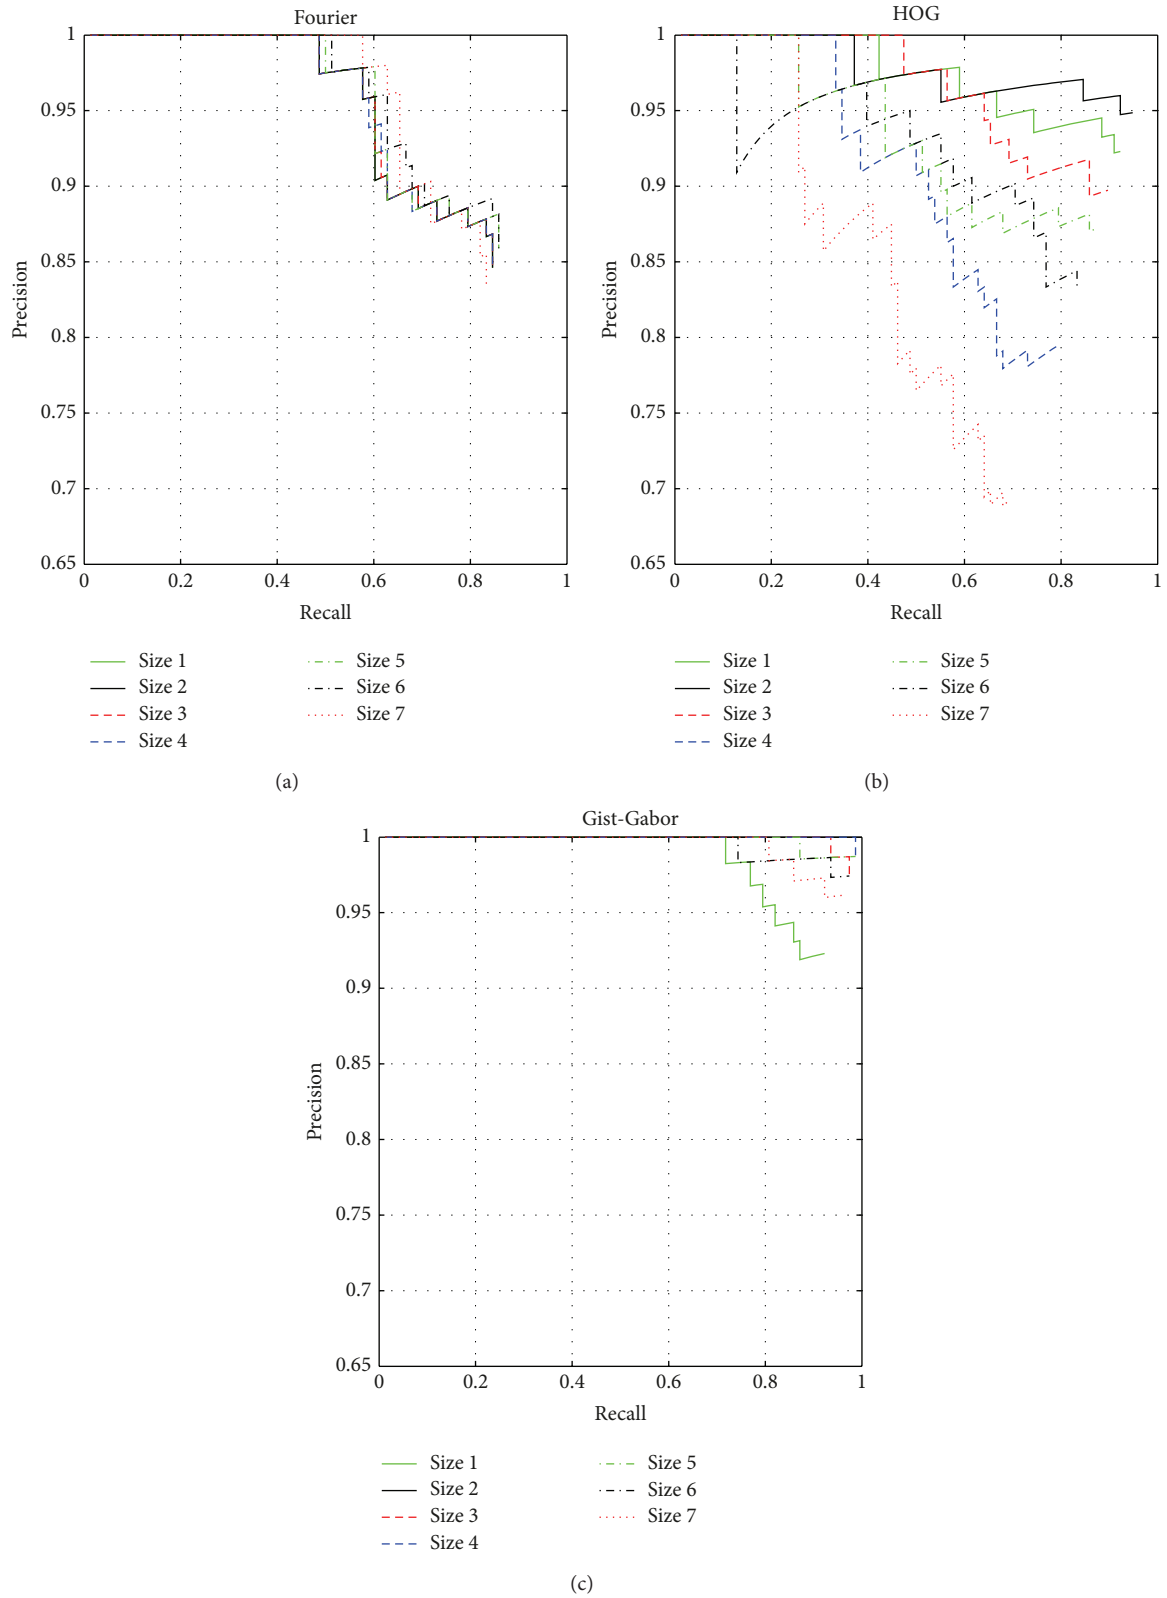 Fourier
1
0.95
0.9
0.85
0.8
0.75
0.7
0.65
Precision
0
0.2
0.4
0.6
0.8
1
Recall
Size 1
Size 2
Size 3
Size 4
Size 5
Size 6
Size 7
(a)
HOG
1
0.95
0.9
0.85
0.8
0.75
0.7
0.65
Precision
0
0.2
0.4
0.6
0.8
1
Recall
Size 1
Size 2
Size 3
Size 4
Size 5
Size 6
Size 7
(b)
Gist-Gabor
1
0.95
0.9
0.85
0.8
0.75
0.7
0.65
Precision
0
0.2
0.4
0.6
0.8
1
Recall
Size 1
Size 2
Size 3
Size 4
Size 5
Size 6
Size 7
(c)